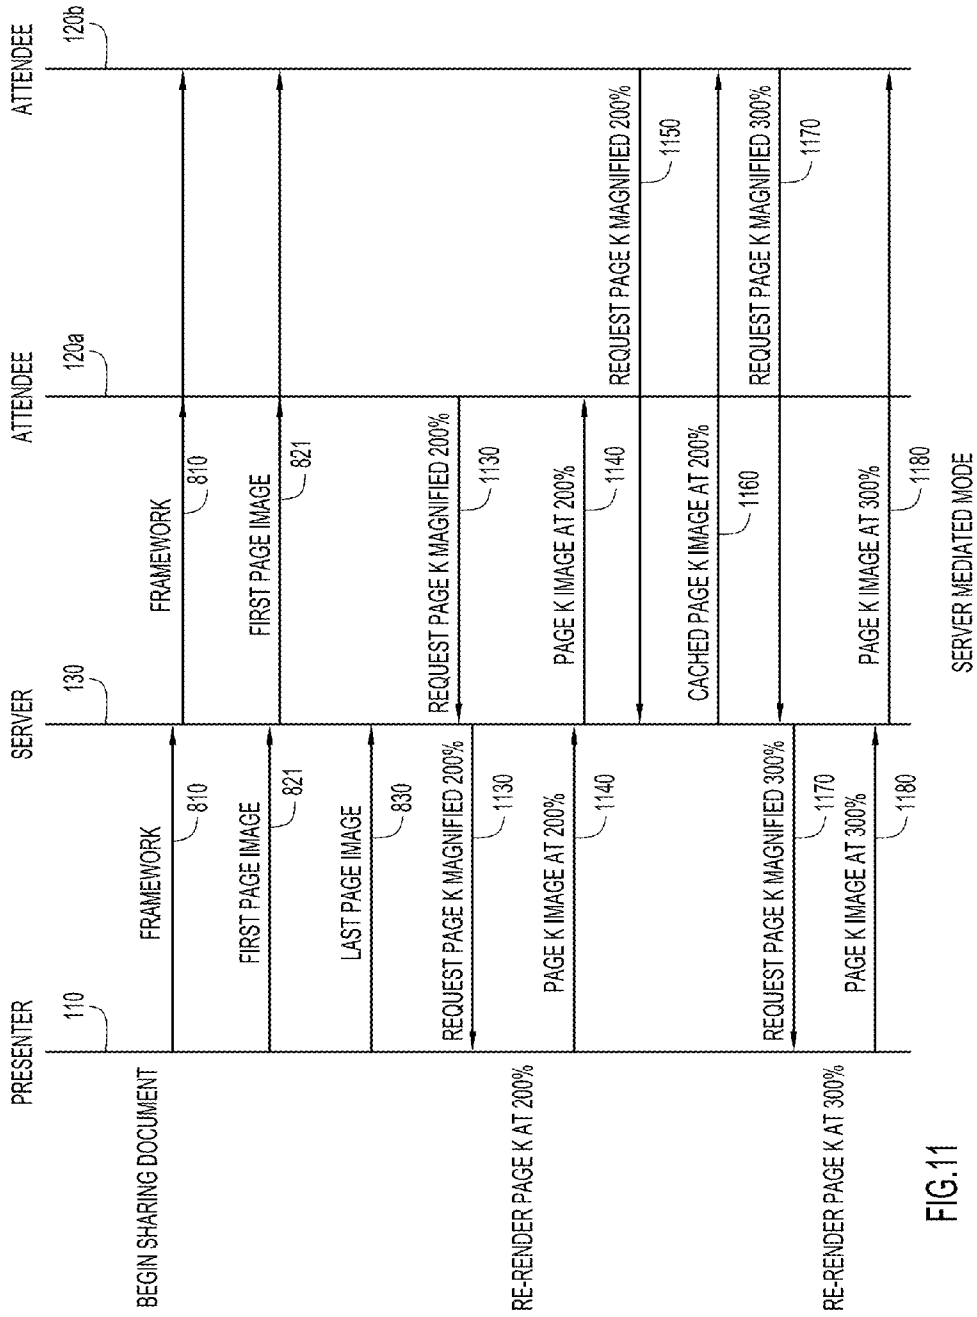 PRESENTER
110
SERVER
130
ATTENDEE
120a
ATTENDEE
120b
BEGIN SHARING DOCUMENT
FRAMEWORK
810
FRAMEWORK
810
FIRST PAGE IMAGE
821
FIRST PAGE IMAGE
821
LAST PAGE IMAGE
830
REQUEST PAGE K MAGNIFIED 200%
1130
REQUEST PAGE K MAGNIFIED 200%
1130
RE-RENDER PAGE K AT 200%
PAGE K IMAGE AT 200%
1140
PAGE K IMAGE AT 200%
1140
REQUEST PAGE K MAGNIFIED 200%
1150
CACHED PAGE K IMAGE AT 200%
1160
REQUEST PAGE K MAGNIFIED 300%
1170
REQUEST PAGE K MAGNIFIED 300%
1170
RE-RENDER PAGE K AT 300%
PAGE K IMAGE AT 300%
1180
PAGE K IMAGE AT 300%
1180
SERVER MEDIATED MODE
FIG.11